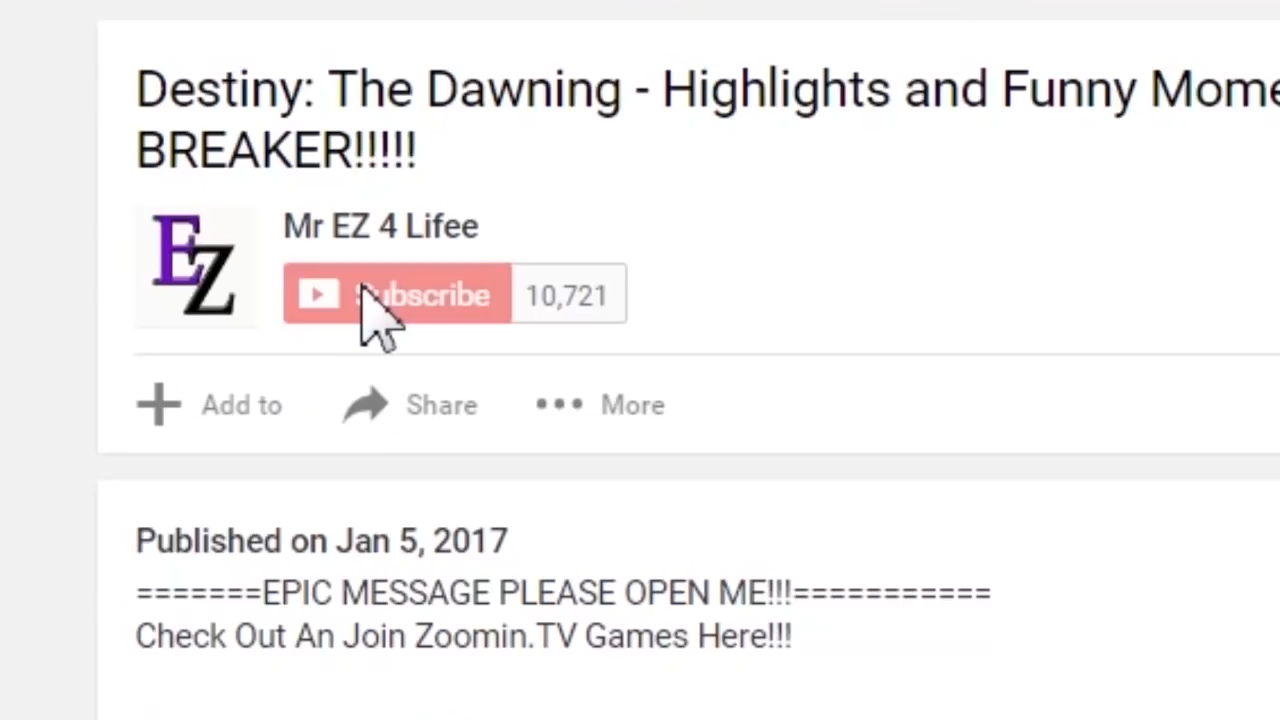 Destiny: The Dawning - Highlights and Funny Mome
BREAKER!!!!!
EZ
Mr EZ 4 Lifee
Subscribe 10,721
Add to Share More
Published on Jan 5, 2017
=======EPIC MESSAGE PLEASE OPEN ME!!!===========
Check Out An Join Zoomin.TV Games Here!!!